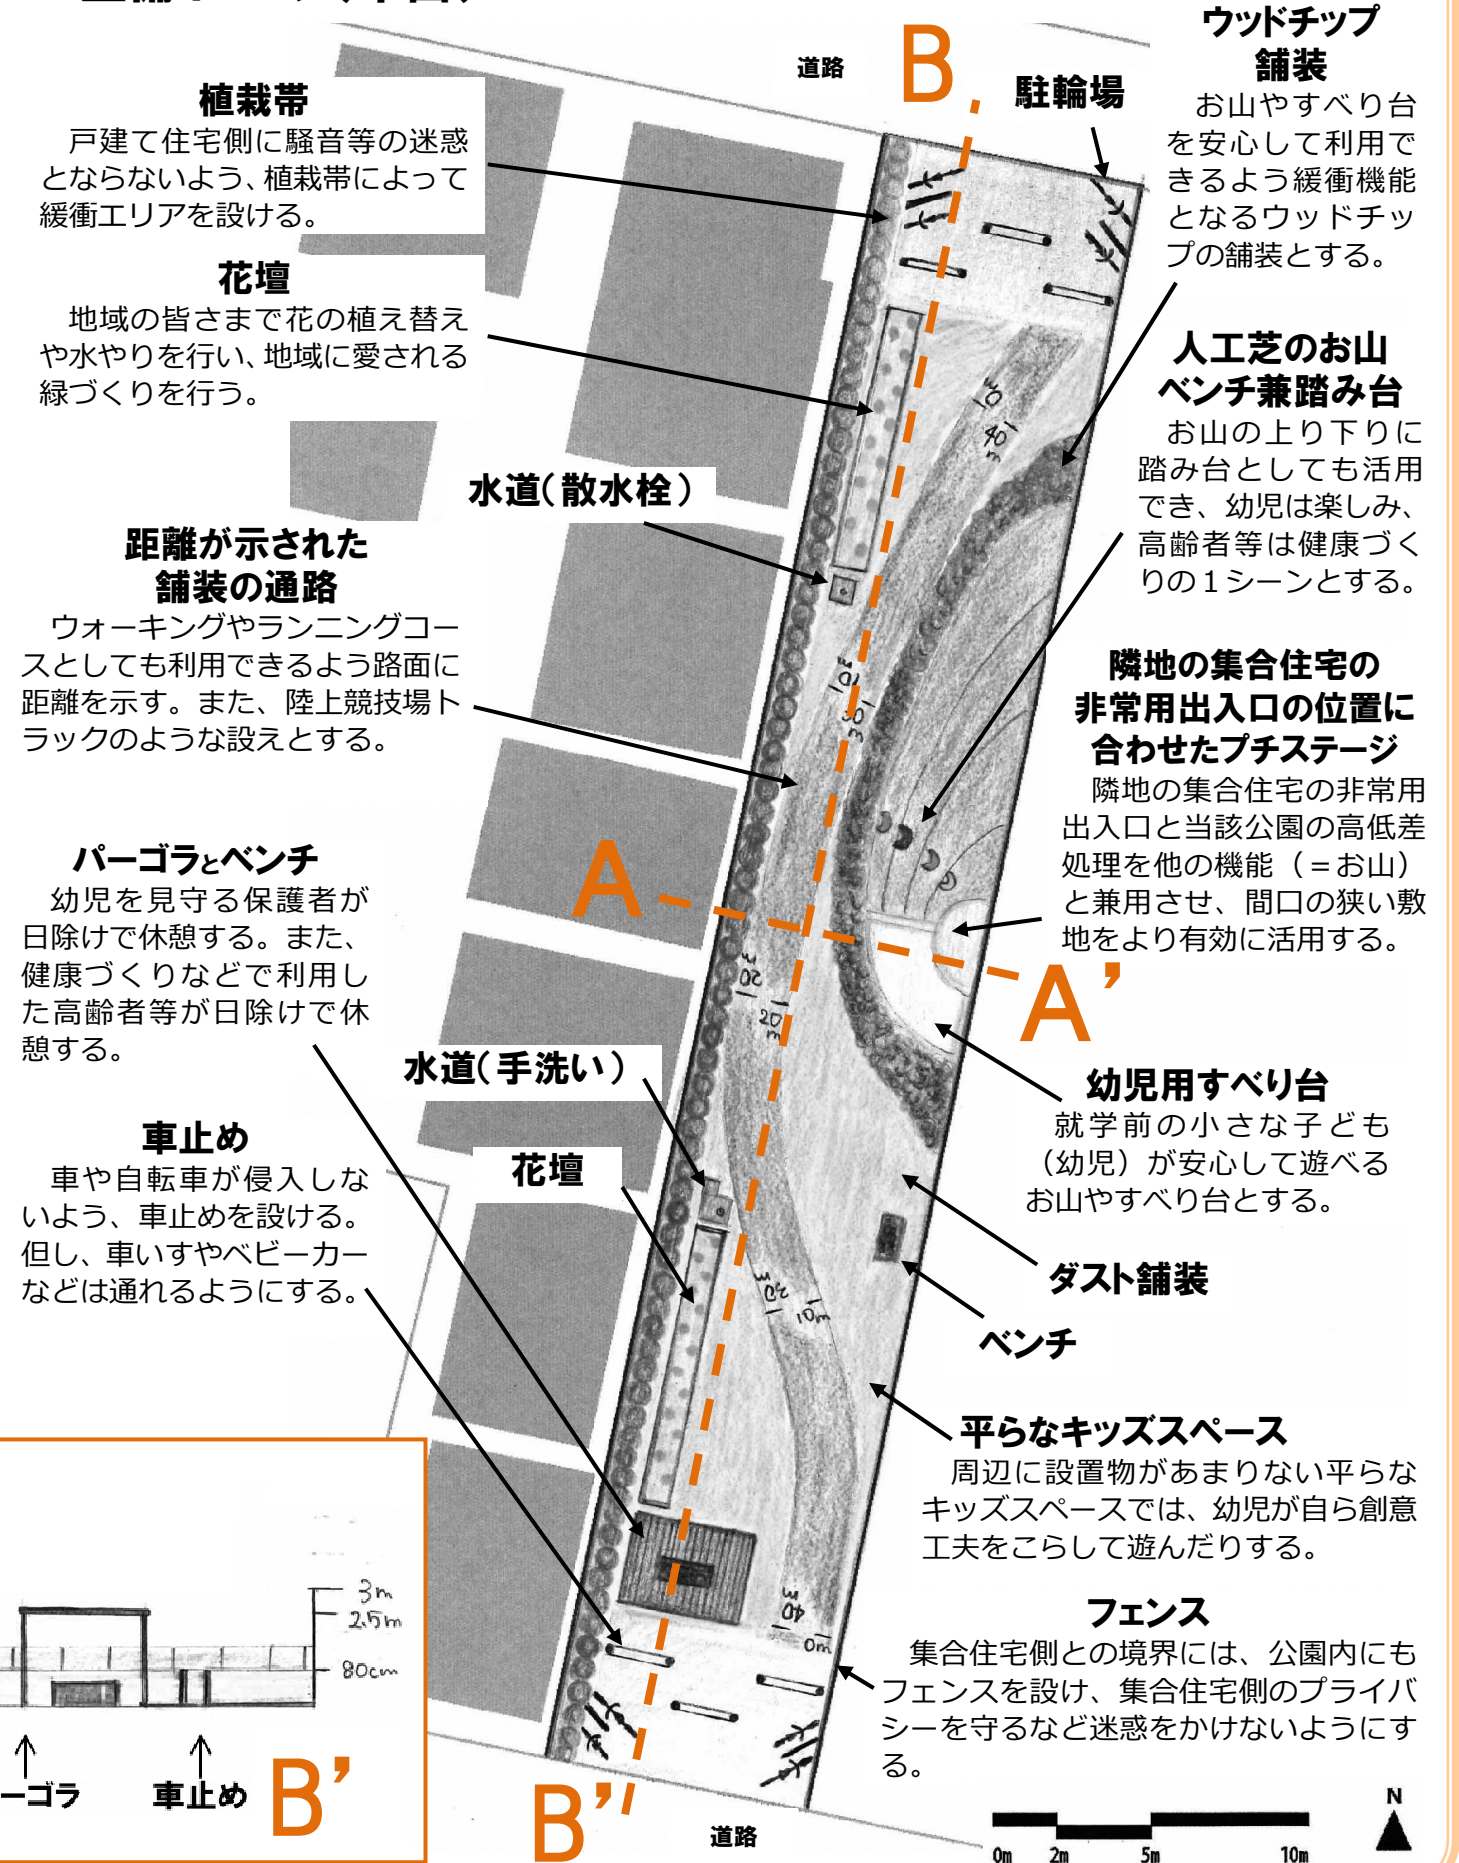 道路
B
駐輪場
ウッドチップ
舗装
お山やすべり台
を安心して利用で
きるよう緩衝機能
となるウッドチッ
プの舗装とする。
植栽帯
戸建て住宅側に騒音等の迷惑
とならないよう、植栽帯によって
緩衝エリアを設ける。
花壇
地域の皆さまで花の植え替え
や水やりを行い、地域に愛される
緑づくりを行う。
人工芝のお山
ベンチ兼踏み台
お山の上り下りに
踏み台としても活用
でき、幼児は楽しみ、
高齢者等は健康づく
りの１シーンとする。
水道(散水栓)
距離が示された
舗装の通路
ウォーキングやランニングコー
スとしても利用できるよう路面に
距離を示す。また、陸上競技場ト
ラックのような設えとする。
隣地の集合住宅の
非常用出入口の位置に
合わせたプチステージ
隣地の集合住宅の非常用
出入口と当該公園の高低差
処理を他の機能（＝お山）
と兼用させ、間口の狭い敷
地をより有効に活用する。
パーゴラとベンチ
幼児を見守る保護者が
日除けで休憩する。また、
健康づくりなどで利用し
た高齢者等が日除けで休
憩する。
A
A'
水道(手洗い)
幼児用すべり台
就学前の小さな子ども
（幼児）が安心して遊べる
お山やすべり台とする。
車止め
車や自転車が侵入しな
いよう、車止めを設ける。
但し、車いすやベビーカー
などは通れるようにする。
花壇
ダスト舗装
ベンチ
平らなキッズスペース
周辺に設置物があまりない平らな
キッズスペースでは、幼児が自ら創意
工夫をこらして遊んだりする。
フェンス
集合住宅側との境界には、公園内にも
フェンスを設け、集合住宅側のプライバ
シーを守るなど迷惑をかけないようにす
る。
0
40m
10
30m
20m
20m
30m
10m
40m
0m
3m
2.5m
80cm
ーゴラ
車止め
B'
B''
道路
N
0m 2m 5m 10m